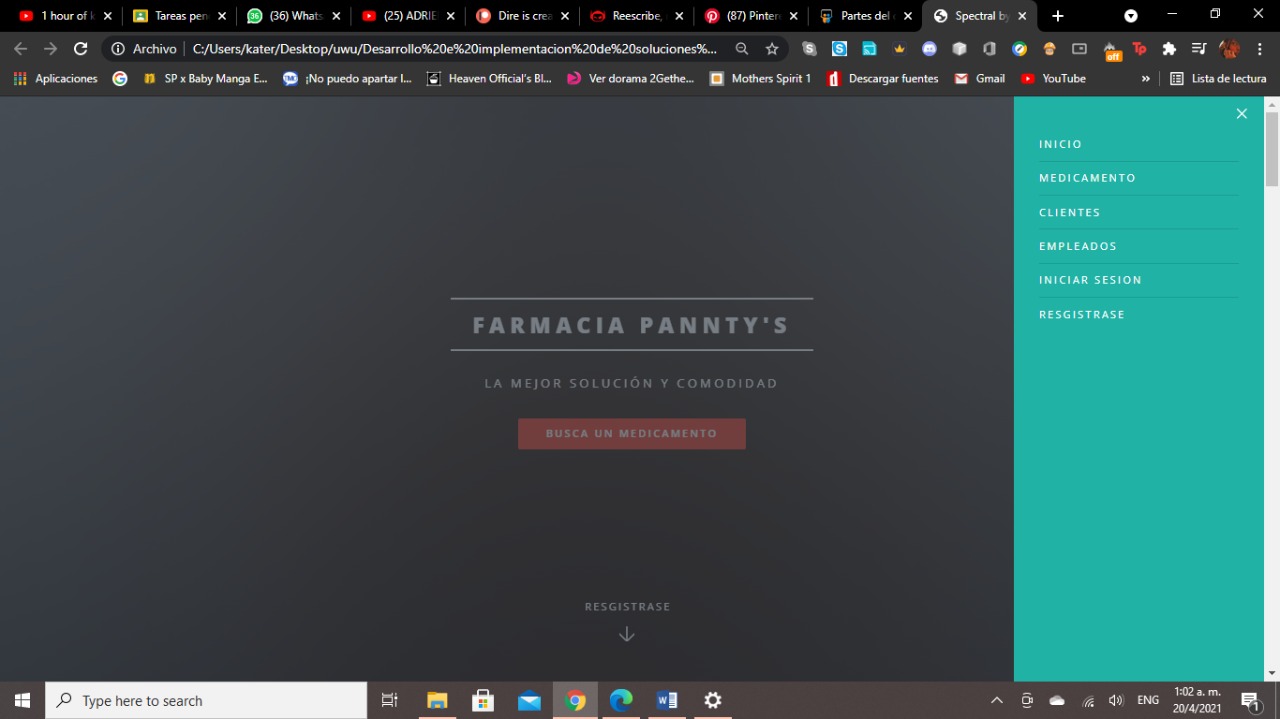 1 hour of k
Tareas pen
(36) Whats
(25) ADRIE
Dire is crea
Reescribe,
(87) Pinter
Partes del
Spectral by
Archivo
C:/Users/kater/Desktop/uwu/Desarrollo%20e%20implementacion%20de%20soluciones%...
off
Tp
Aplicaciones
SP x Baby Manga E...
¡No puedo apartar l...
Heaven Official's Bl...
Ver dorama 2Gethe...
Mothers Spirit 1
Descargar fuentes
Gmail
YouTube
»
Lista de lectura
INICIO
MEDICAMENTO
CLIENTES
EMPLEADOS
INICIAR SESION
RESGISTRASE
FARMACIA PANNTY'S
LA MEJOR SOLUCIÓN Y COMODIDAD
BUSCA UN MEDICAMENTO
RESGISTRASE
Type here to search
ENG
1:02 a. m.
20/4/2021
1